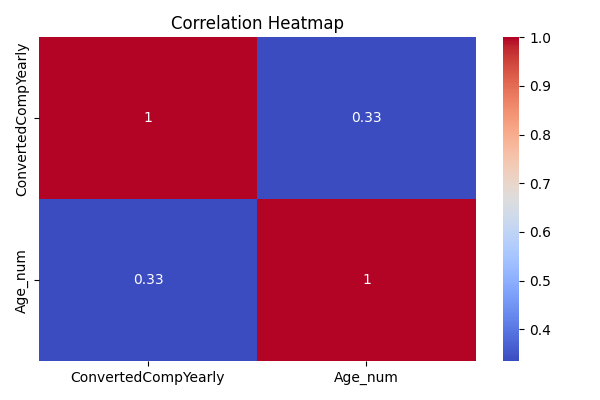 Correlation Heatmap
ConvertedCompYearly
Age_num
1
0.33
0.33
1
ConvertedCompYearly
Age_num
1.0
0.9
0.8
0.7
0.6
0.5
0.4